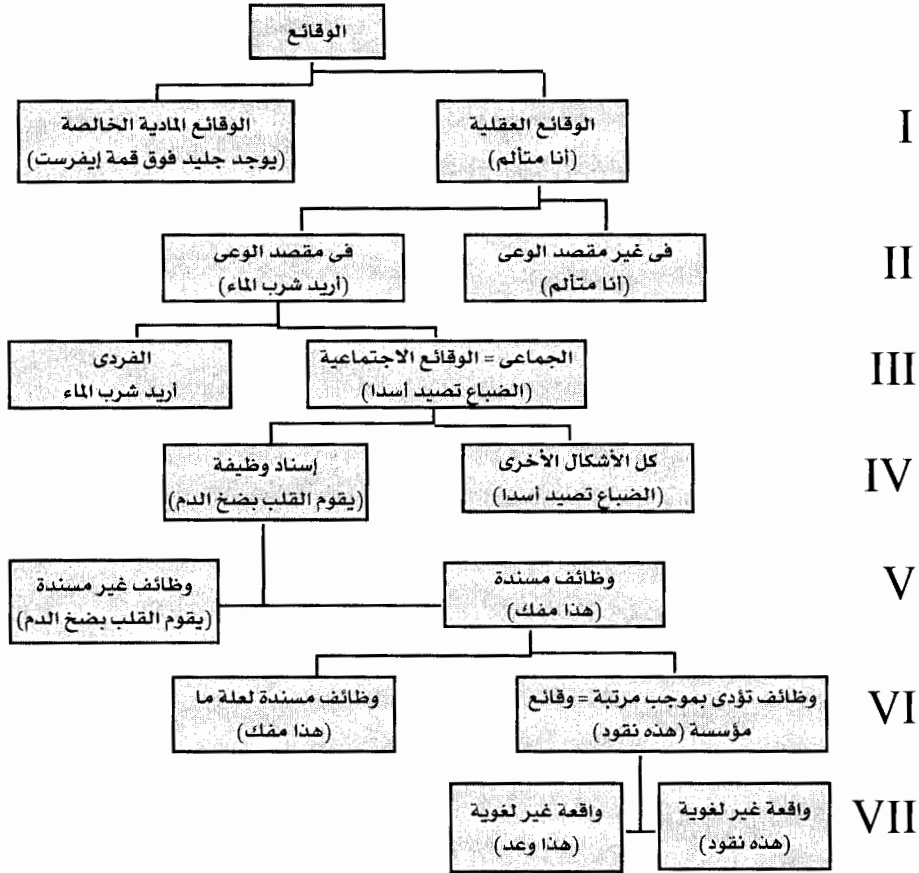 الوقائع
الوقائع العقلية
(أنا متألم)
الوقائع المادية الخالصة
(يوجد جليد فوق قمة إيفرست)
I
فى غير مقصد الوعى
(أنا متألم)
فى مقصد الوعى
(أريد شرب الماء)
II
الجماعى = الوقائع الاجتماعية
(الضباع تصيد أسدا)
الفردى
أريد شرب الماء
III
كل الأشكال الأخرى
(الضباع تصيد أسدا)
إسناد وظيفة
(يقوم القلب بضخ الدم)
IV
وظائف مسندة
(هذا مفك)
وظائف غير مسندة
(يقوم القلب بضخ الدم)
V
وظائف تؤدى بموجب مرتبة = وقائع
مؤسسة (هذه نقود)
وظائف مسندة لعلة ما
(هذا مفك)
VI
واقعة غير لغوية
(هذه نقود)
واقعة غير لغوية
(هذا وعد)
VII